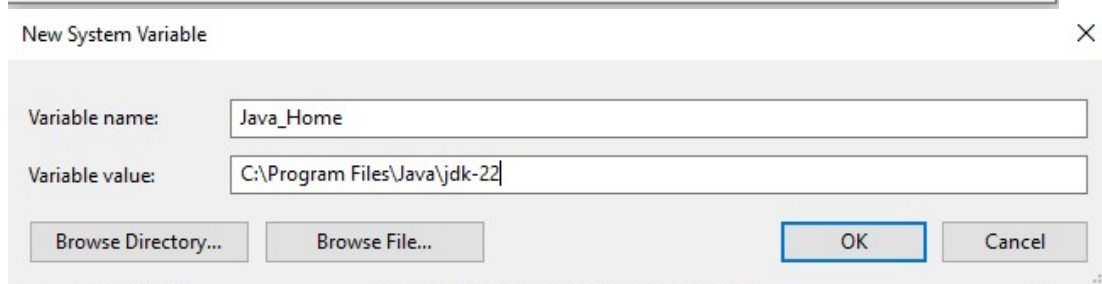 New System Variable
Variable name: Java_Home
Variable value: C:\Program Files\Java\jdk-22
Browse Directory... Browse File... OK Cancel